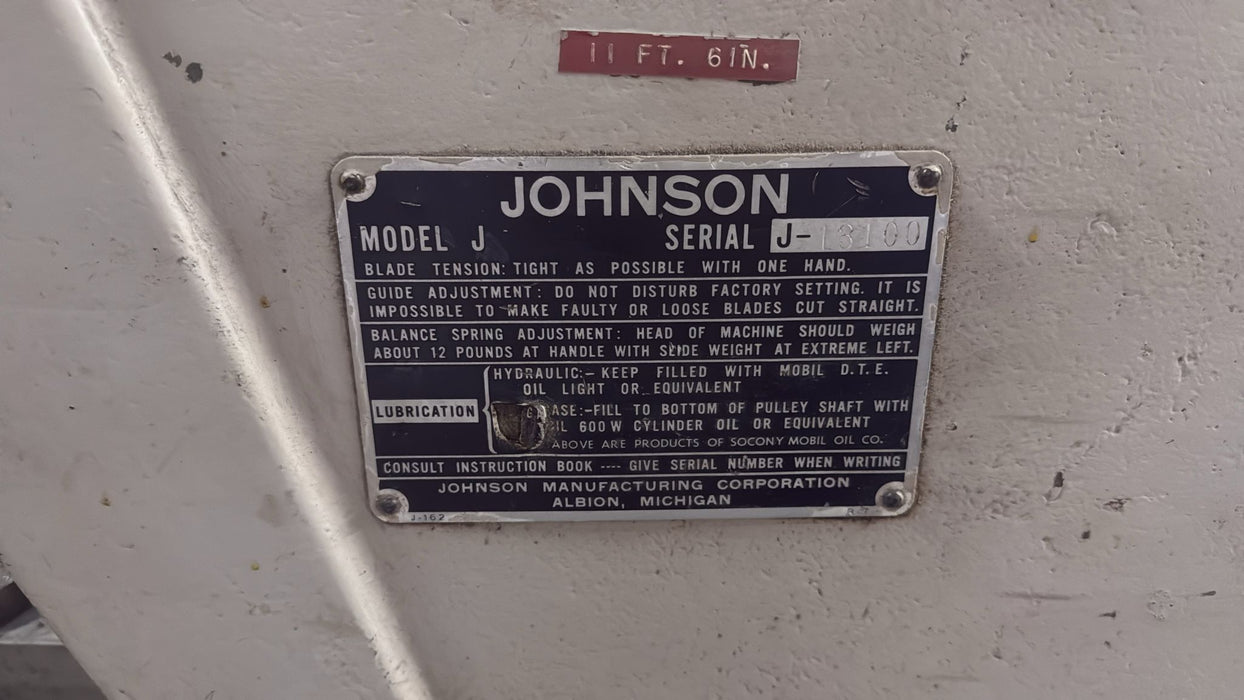 11 FT. 6IN.
JOHNSON
MODEL J SERIAL J-13100
BLADE TENSION: TIGHT AS POSSIBLE WITH ONE HAND.
GUIDE ADJUSTMENT: DO NOT DISTURB FACTORY SETTING. IT IS
IMPOSSIBLE TO MAKE FAULTY OR LOOSE BLADES CUT STRAIGHT.
BALANCE SPRING ADJUSTMENT: HEAD OF MACHINE SHOULD WEIGH
ABOUT 12 POUNDS AT HANDLE WITH SLIDE WEIGHT AT EXTREME LEFT.
HYDRAULIC:- KEEP FILLED WITH MOBIL D.T.E.
OIL LIGHT OR EQUIVALENT
LUBRICATION
:-FILL TO BOTTOM OF PULLEY SHAFT WITH
600 W CYLINDER OIL OR EQUIVALENT
ABOVE ARE PRODUCTS OF SOCONY MOBIL OIL CO.
CONSULT INSTRUCTION BOOK ---- GIVE SERIAL NUMBER WHEN WRITING
JOHNSON MANUFACTURING CORPORATION
ALBION, MICHIGAN
J-162